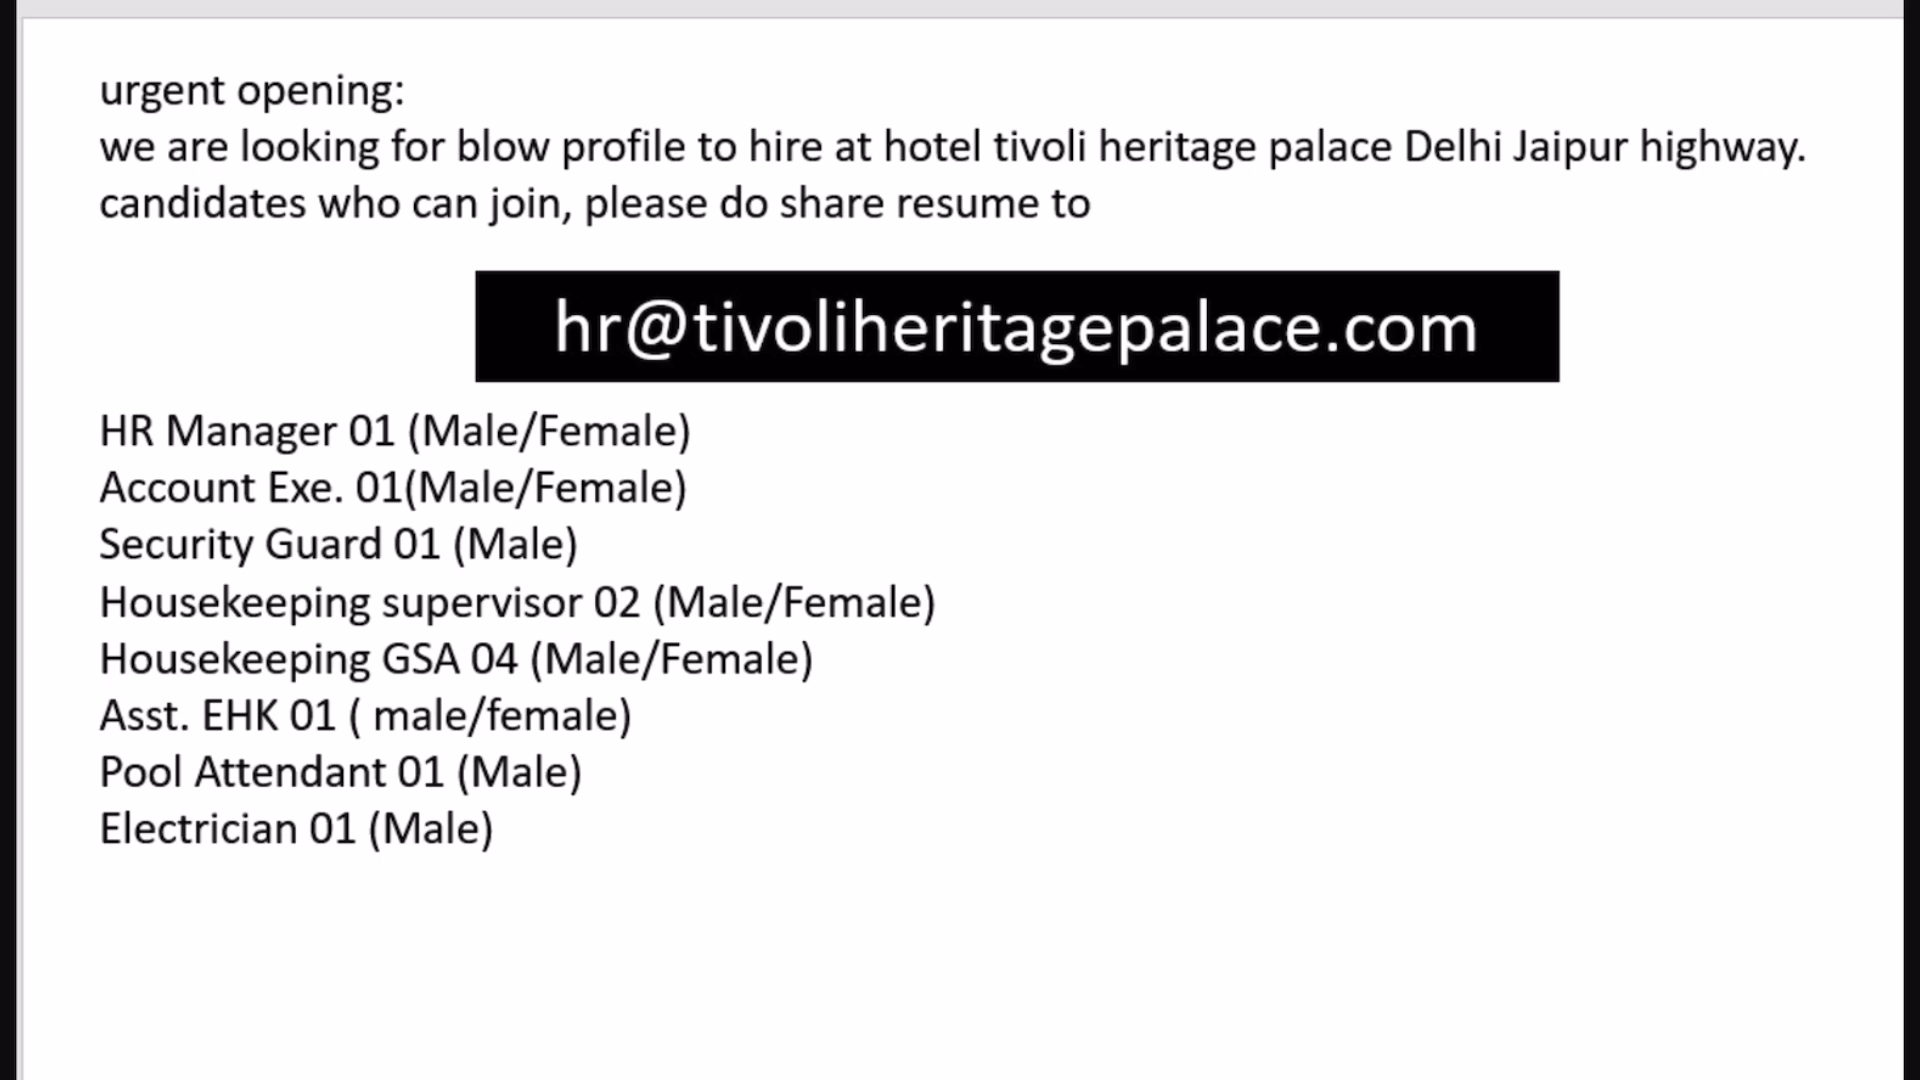 urgent opening:
we are looking for blow profile to hire at hotel tivoli heritage palace Delhi Jaipur highway.
candidates who can join, please do share resume to
hr@tivoliheritagepalace.com
HR Manager 01 (Male/Female)
Account Exe. 01(Male/Female)
Security Guard 01 (Male)
Housekeeping supervisor 02 (Male/Female)
Housekeeping GSA 04 (Male/Female)
Asst. EHK 01 ( male/female)
Pool Attendant 01 (Male)
Electrician 01 (Male)